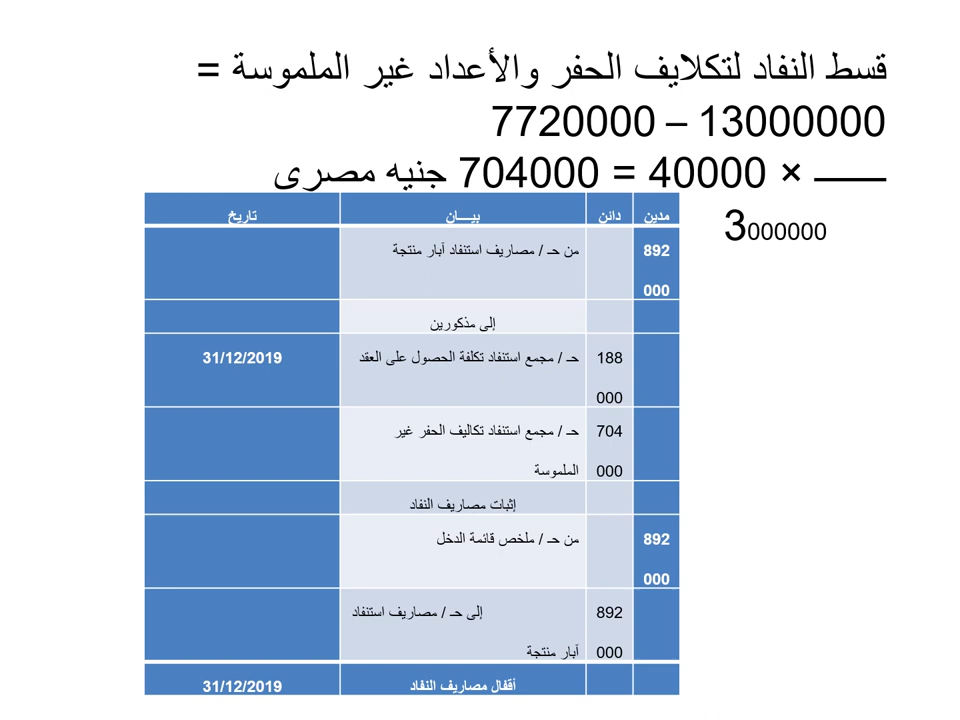 قسط النفاد لتكلايف الحفر والأعداد غير الملموسة =
13000000 – 7720000
ـــــــ × 40000 = 704000 جنيه مصرى
3000000
مدين دائن بيــــان تاريخ
892 من حـ / مصاريف استنفاد آبار منتجة
000
إلى مذكورين
188 حـ / مجمع استنفاد تكلفة الحصول على العقد 31/12/2019
000
704 حـ / مجمع استنفاد تكاليف الحفر غير
000 الملموسة
إثبات مصاريف النفاد
892 من حـ / ملخص قائمة الدخل
000
892 إلى حـ / مصاريف استنفاد
000 آبار منتجة
أقفال مصاريف النفاد 31/12/2019